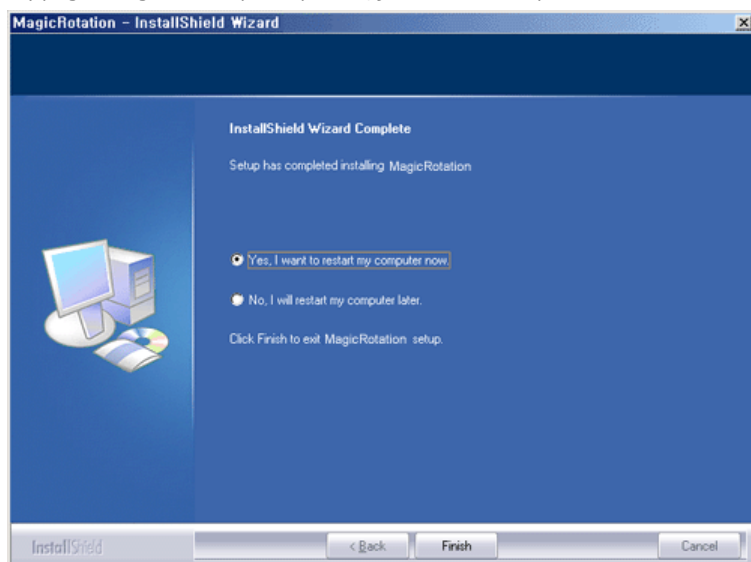 MagicRotation - InstallShield Wizard
InstallShield Wizard Complete
Setup has completed installing MagicRotation
Yes, I want to restart my computer now.
No, I will restart my computer later.
Click Finish to exit MagicRotation setup.
InstallShield
< Back
Finish
Cancel